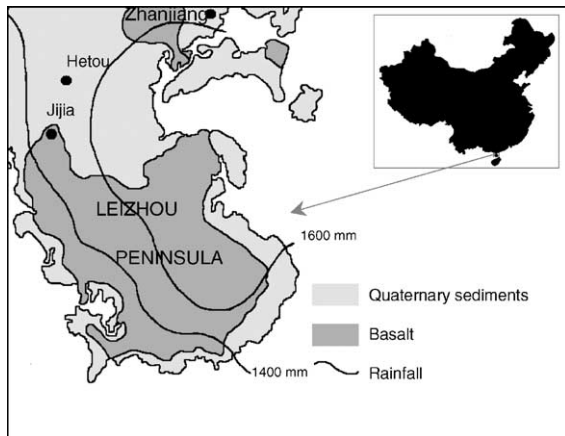 Zhanjiang
Hetou
Jijia
LEIZHOU
PENINSULA
1600 mm
1400 mm
Quaternary sediments
Basalt
Rainfall